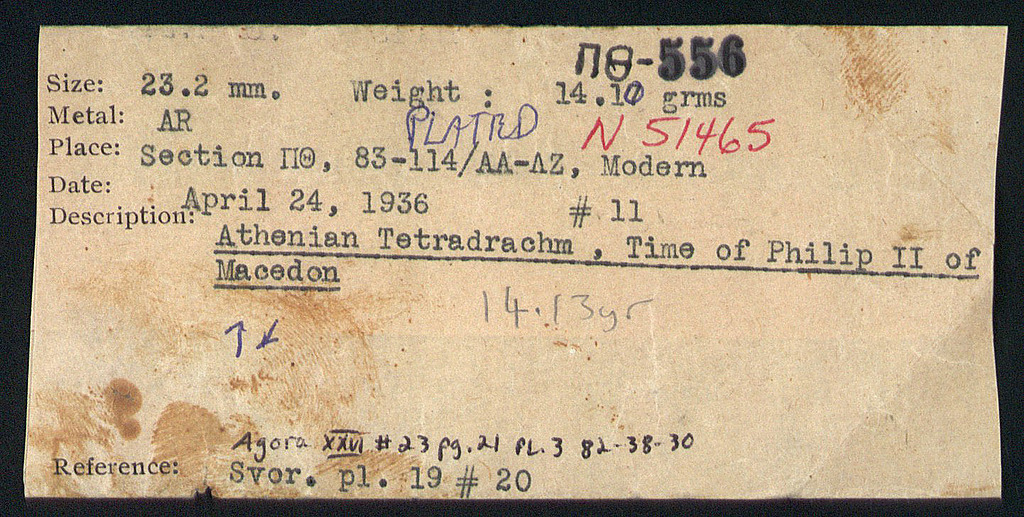 ΠΘ-556
Size: 23.2 mm. Weight : 14.10 grms
Metal: AR PLATED N 51465
Place: Section ΠΘ, 83-114/ΛΑ-ΛΖ, Modern
Date: April 24, 1936 # 11
Description: Athenian Tetradrachm , Time of Philip II of
Macedon
14.13gr
↑↙
Agora XXVI #23 pg.21 PL.3 82-38-30
Reference: Svor. pl. 19 # 20